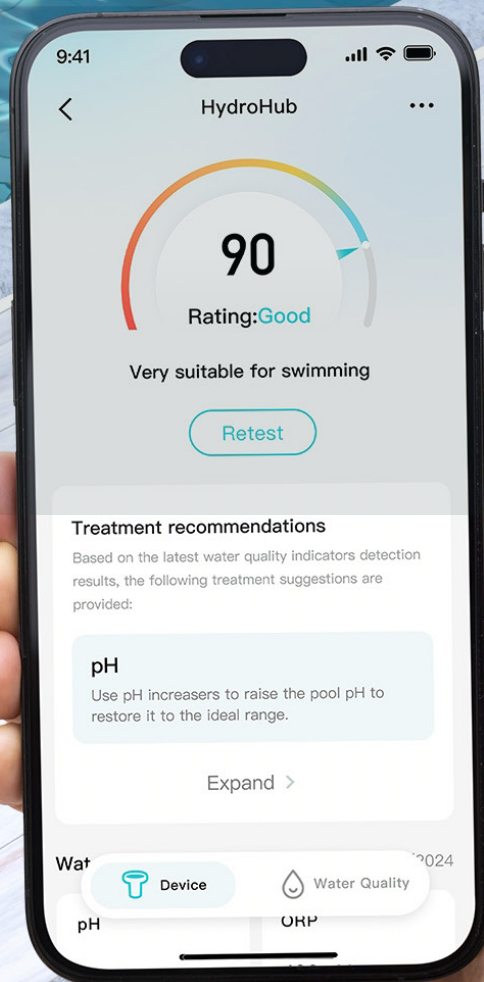 9:41
HydroHub
90
Rating:Good
Very suitable for swimming
Retest
Treatment recommendations
Based on the latest water quality indicators detection
results, the following treatment suggestions are
provided:
pH
Use pH increasers to raise the pool pH to
restore it to the ideal range.
Expand
2024
Device
Water Quality
pH
ORP